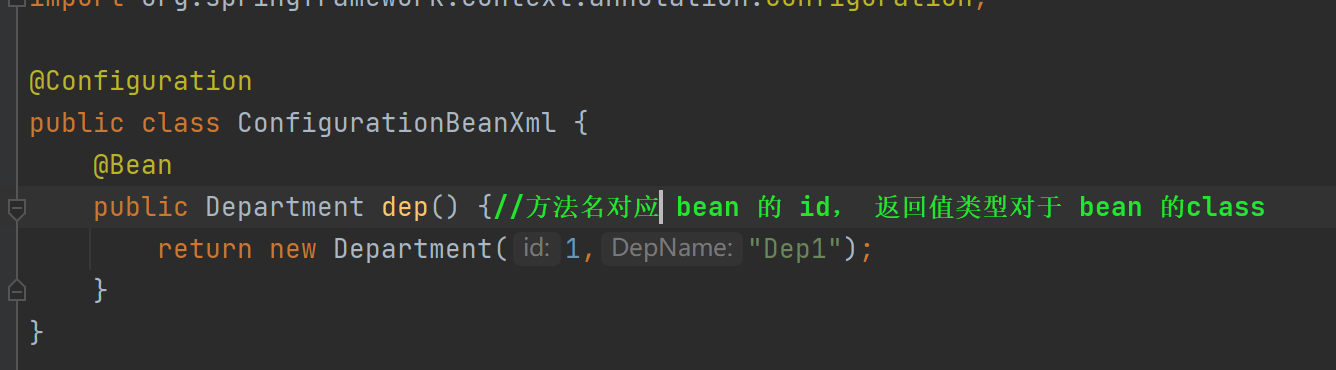 import org.springframework.context.annotation.Configuration;
@Configuration
public class ConfigurationBeanXml {
@Bean
public Department dep() {//方法名对应 bean 的 id， 返回值类型对于 bean 的class
return new Department( id: 1, DepName: "Dep1");
}
}